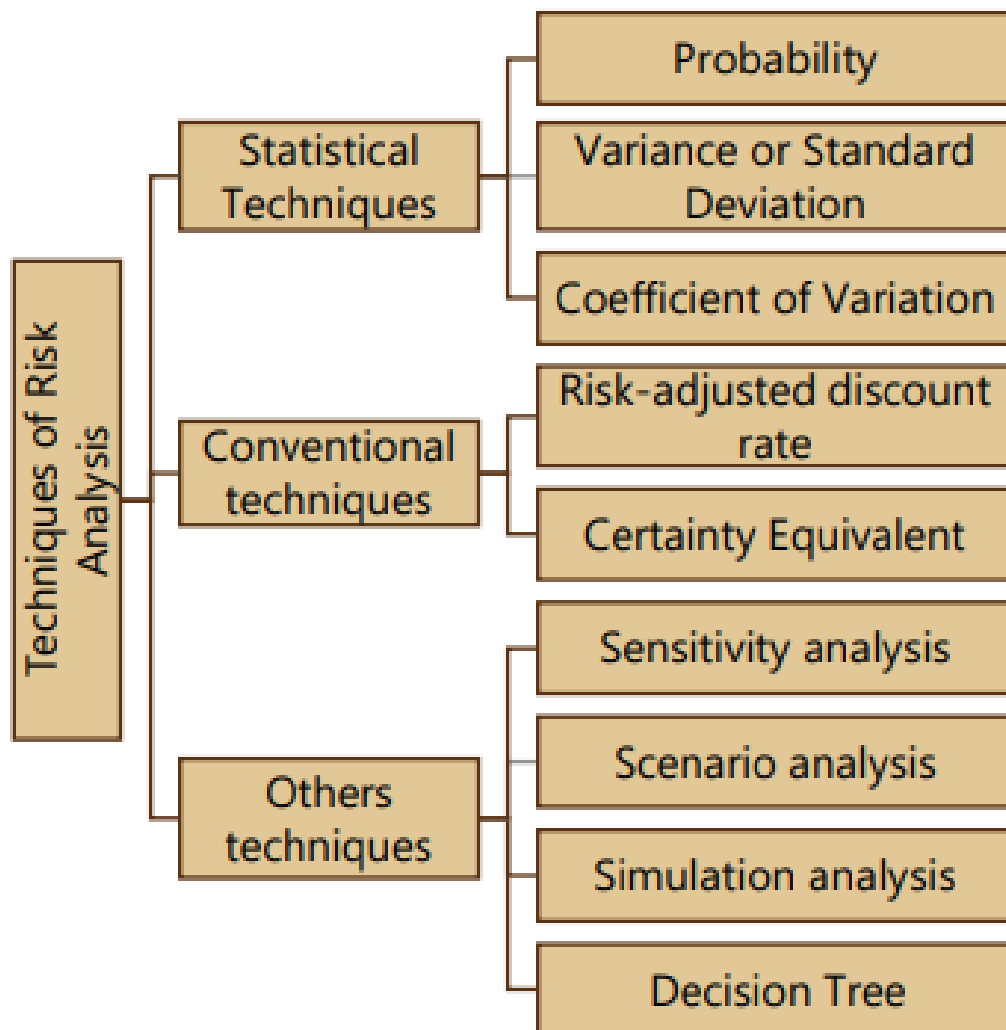 Techniques of Risk
Analysis
Statistical
Techniques
Probability
Variance or Standard
Deviation
Coefficient of Variation
Conventional
techniques
Risk-adjusted discount
rate
Certainty Equivalent
Others
techniques
Sensitivity analysis
Scenario analysis
Simulation analysis
Decision Tree